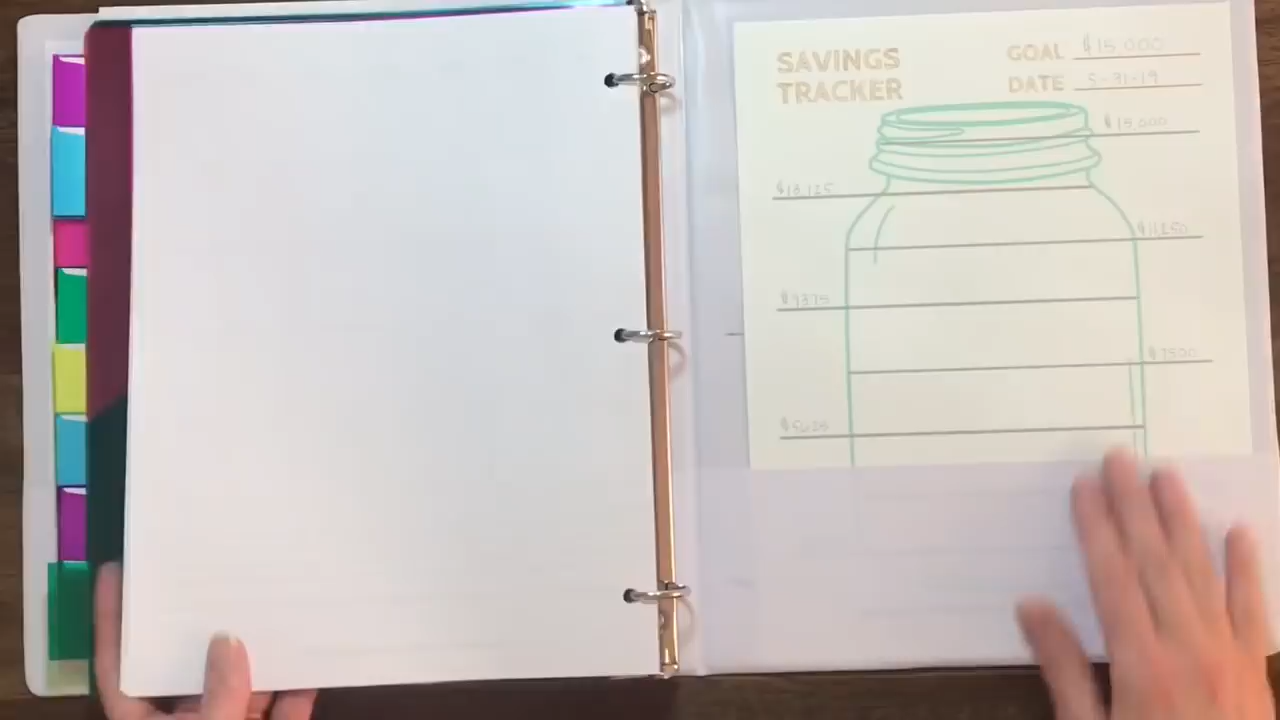 SAVINGS
TRACKER
GOAL $15,000
DATE 5-31-19
$15,000
$13,125
$11,250
$9375
$7500
$5625